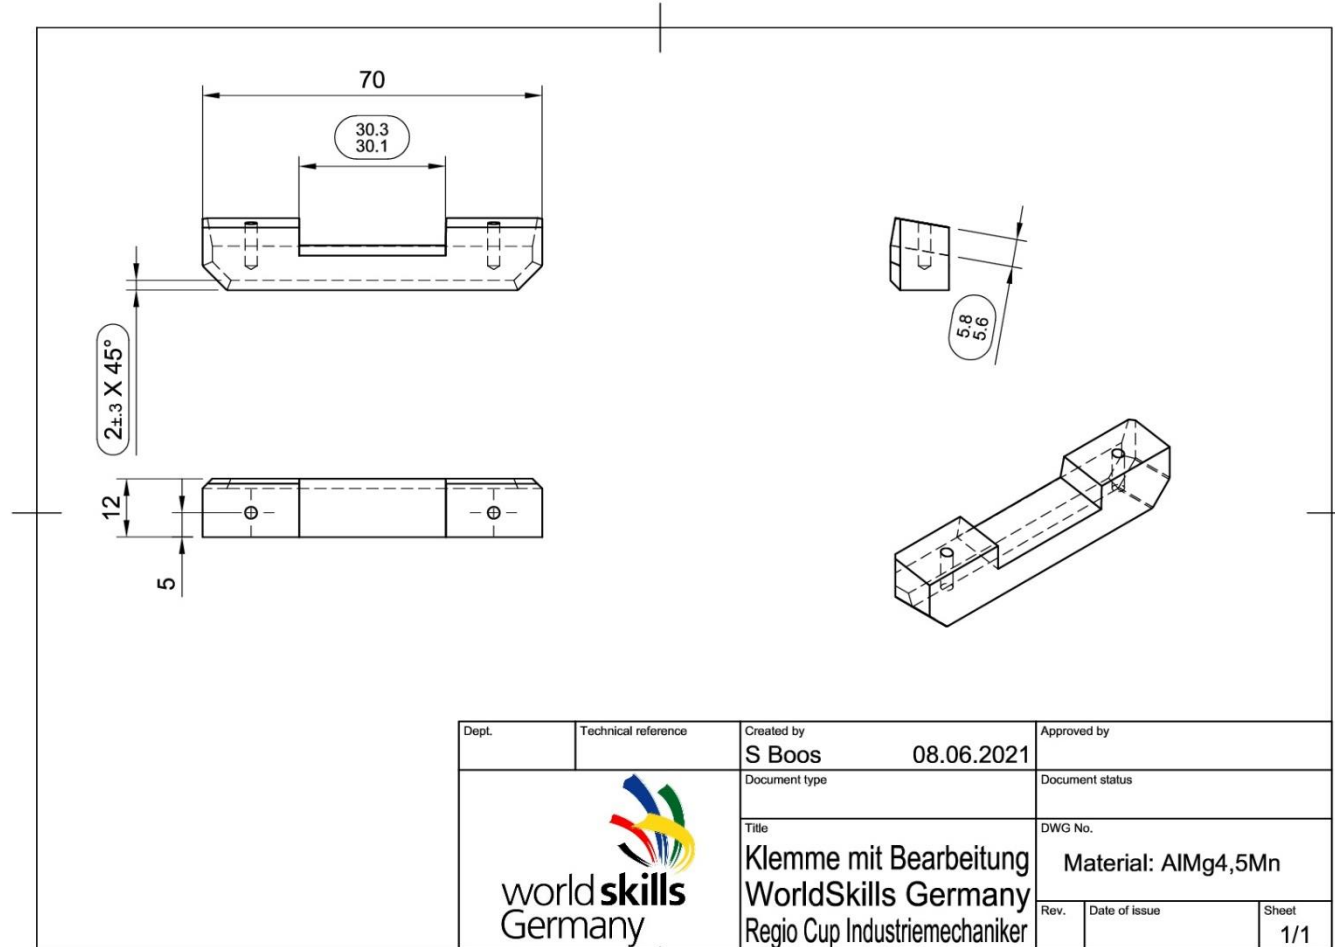 70
30.3
30.1
2±.3 X 45°
5.8
5.6
12
5
Dept.
Technical reference
Created by
S Boos 08.06.2021
Approved by
Document type
Document status
Title
Klemme mit Bearbeitung
WorldSkills Germany
Regio Cup Industriemechaniker
DWG No.
Material: AlMg4,5Mn
Rev.
Date of issue
Sheet
1/1
world skills
Germany